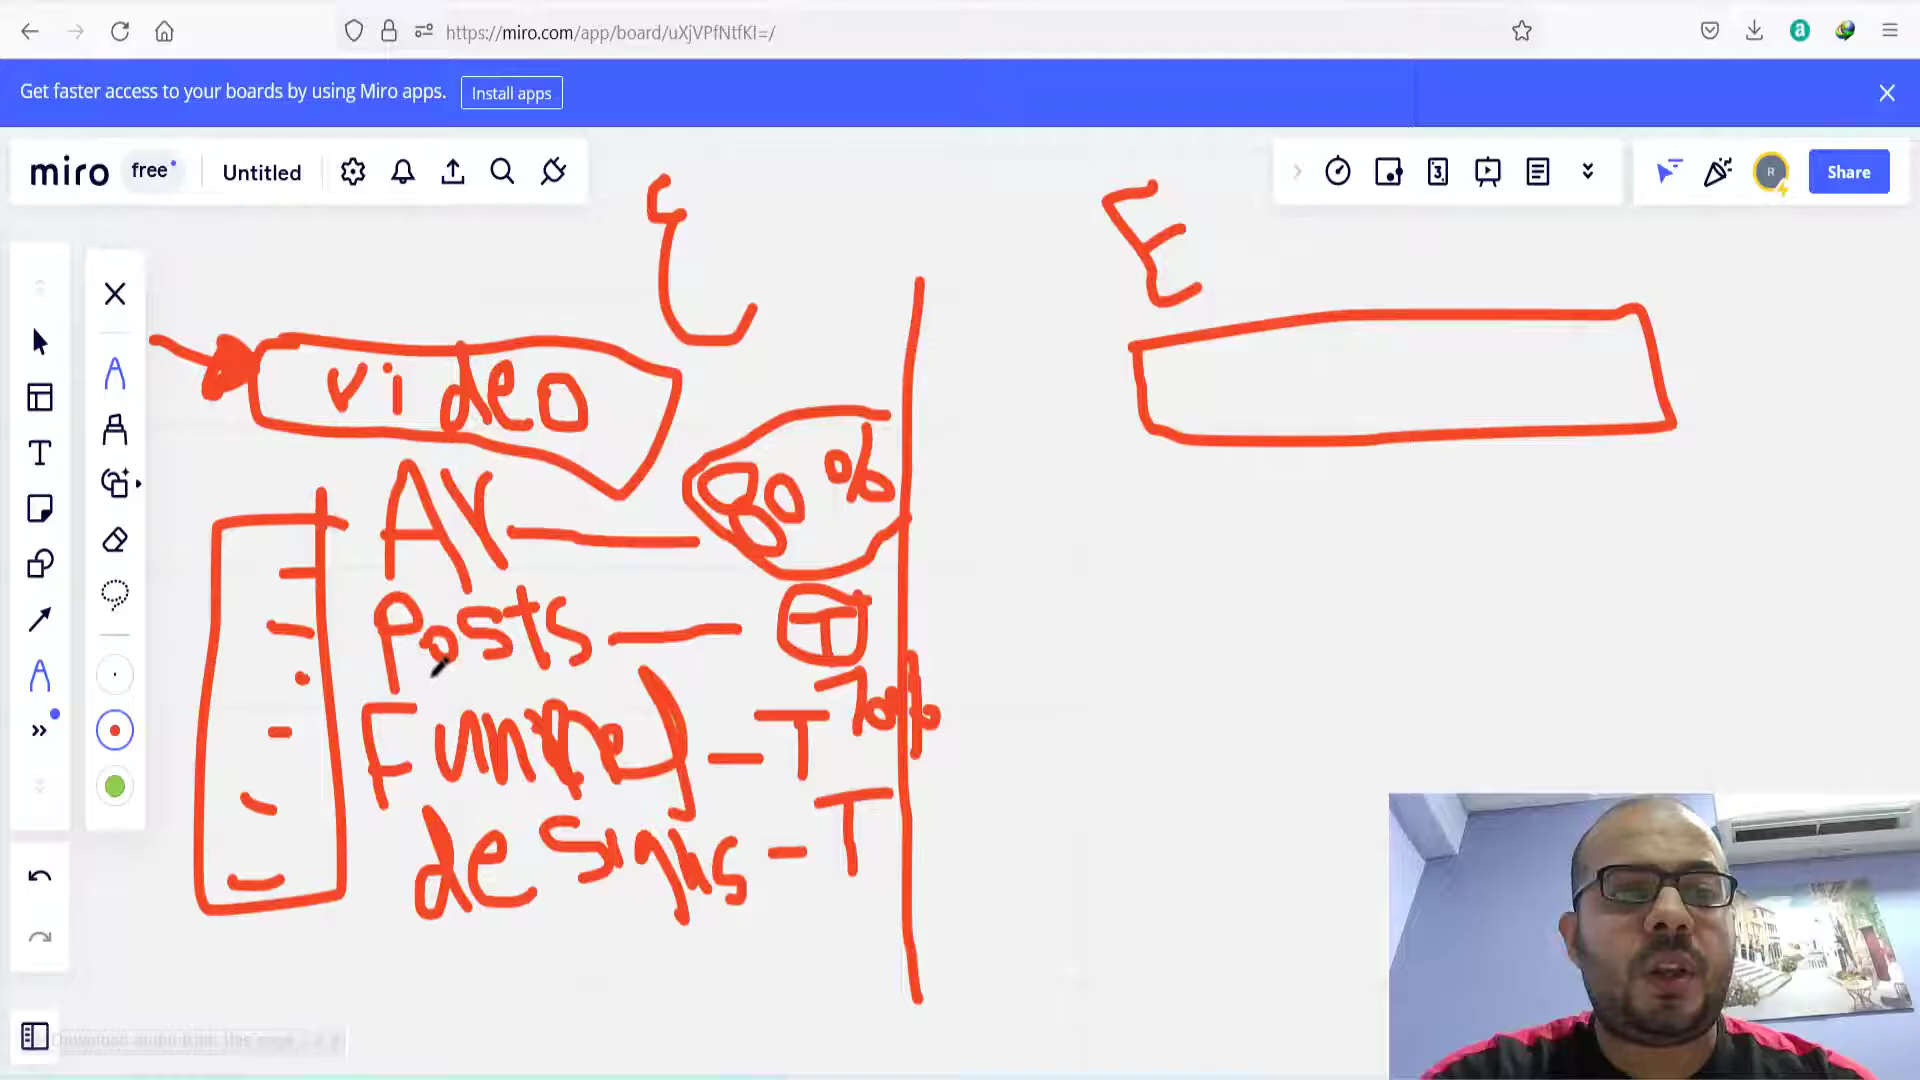 https://miro.com/app/board/uXjVPfNtfKI=/
a
Get faster access to your boards by using Miro apps. Install apps
miro free Untitled
3
R
Share
E
video
80%
Posts — T
70%
Funnel - T
designs - T